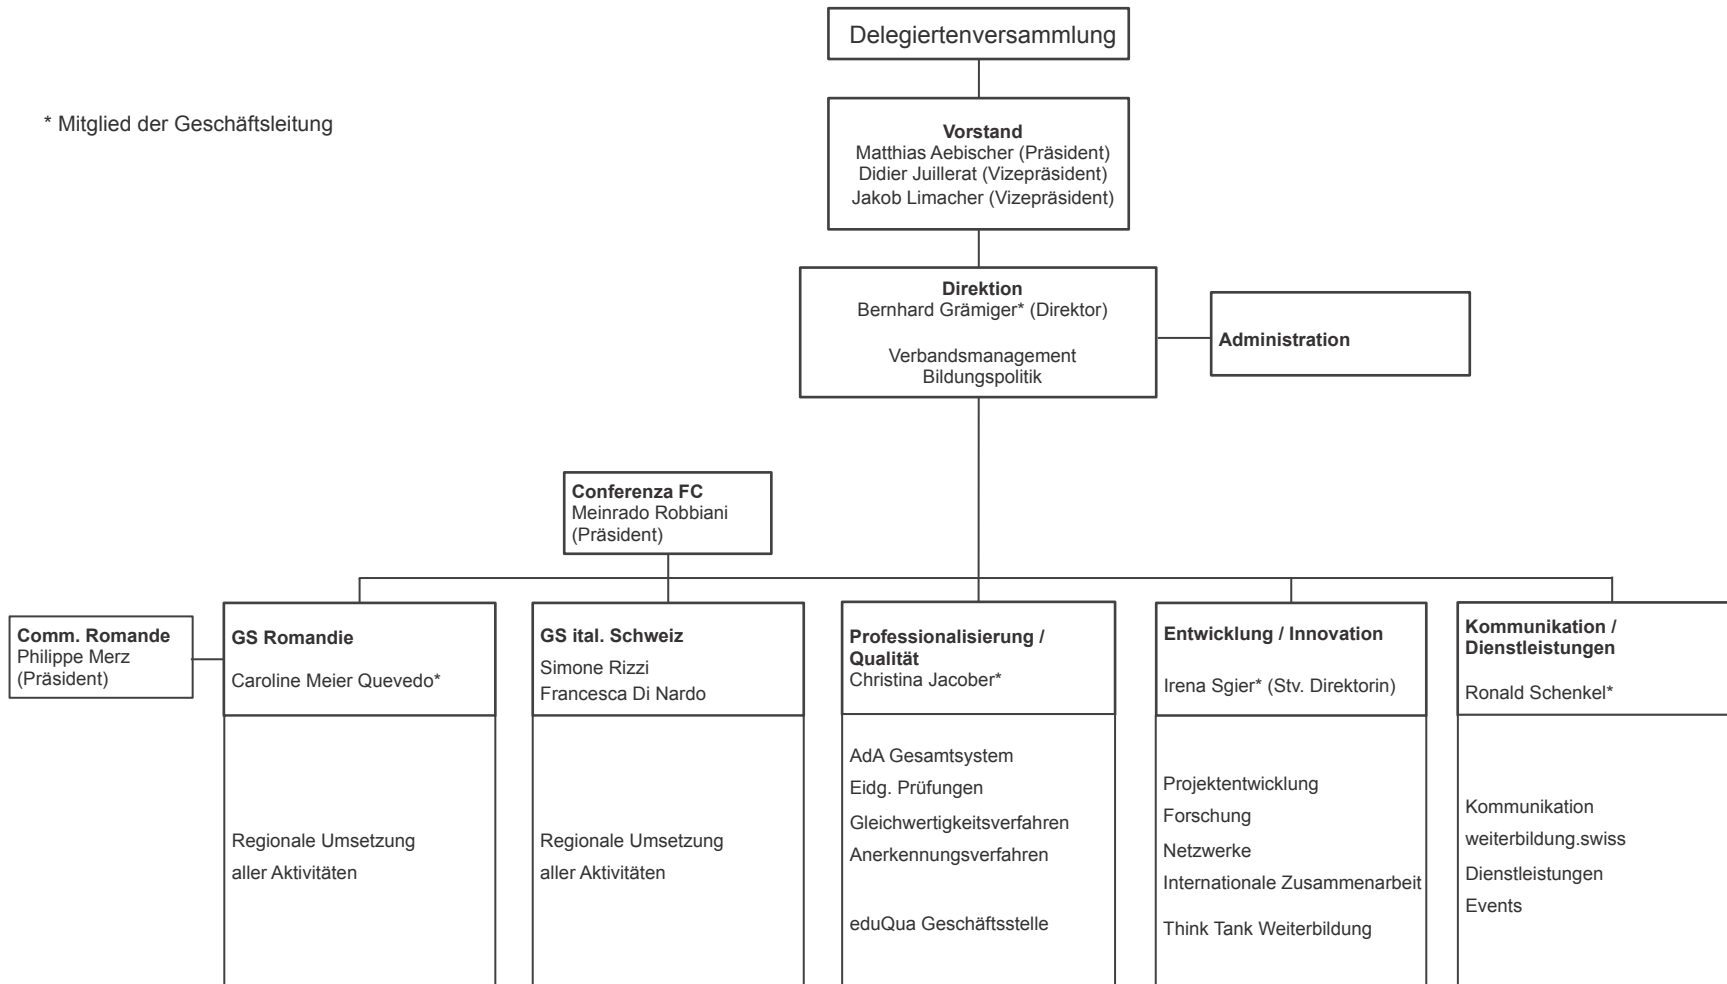 Delegiertenversammlung
* Mitglied der Geschäftsleitung
Vorstand
Matthias Aebischer (Präsident)
Didier Juillerat (Vizepräsident)
Jakob Limacher (Vizepräsident)
Direktion
Bernhard Grämiger* (Direktor)
Verbandsmanagement
Bildungspolitik
Administration
Conferenza FC
Meinrado Robbiani
(Präsident)
Comm. Romande
Philippe Merz
(Präsident)
GS Romandie
Caroline Meier Quevedo*
Regionale Umsetzung
aller Aktivitäten
GS ital. Schweiz
Simone Rizzi
Francesca Di Nardo
Regionale Umsetzung
aller Aktivitäten
Professionalisierung /
Qualität
Christina Jacober*
AdA Gesamtsystem
Eidg. Prüfungen
Gleichwertigkeitsverfahren
Anerkennungsverfahren
eduQua Geschäftsstelle
Entwicklung / Innovation
Irena Sgier* (Stv. Direktorin)
Projektentwicklung
Forschung
Netzwerke
Internationale Zusammenarbeit
Think Tank Weiterbildung
Kommunikation /
Dienstleistungen
Ronald Schenkel*
Kommunikation
weiterbildung.swiss
Dienstleistungen
Events